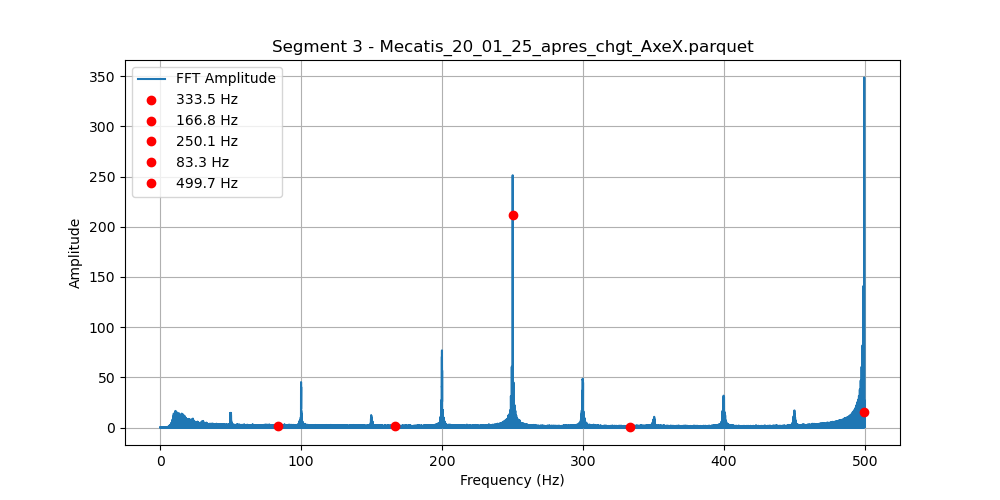 Segment 3 - Mecatis_20_01_25_apres_chgt_AxeX.parquet
FFT Amplitude
333.5 Hz
166.8 Hz
250.1 Hz
83.3 Hz
499.7 Hz
350
300
250
200
150
100
50
0
Amplitude
0 100 200 300 400 500
Frequency (Hz)